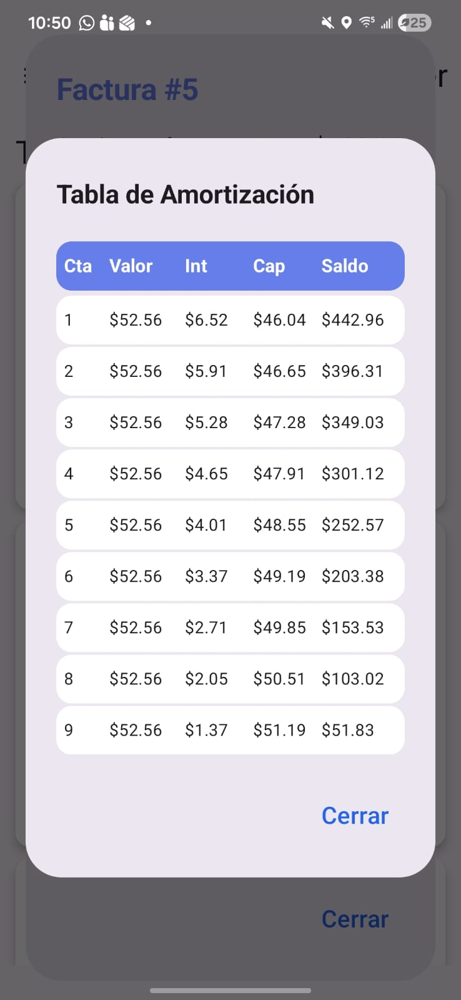 10:50
25
Factura #5
Tabla de Amortización
Cta Valor Int Cap Saldo
1 $52.56 $6.52 $46.04 $442.96
2 $52.56 $5.91 $46.65 $396.31
3 $52.56 $5.28 $47.28 $349.03
4 $52.56 $4.65 $47.91 $301.12
5 $52.56 $4.01 $48.55 $252.57
6 $52.56 $3.37 $49.19 $203.38
7 $52.56 $2.71 $49.85 $153.53
8 $52.56 $2.05 $50.51 $103.02
9 $52.56 $1.37 $51.19 $51.83
Cerrar
Cerrar